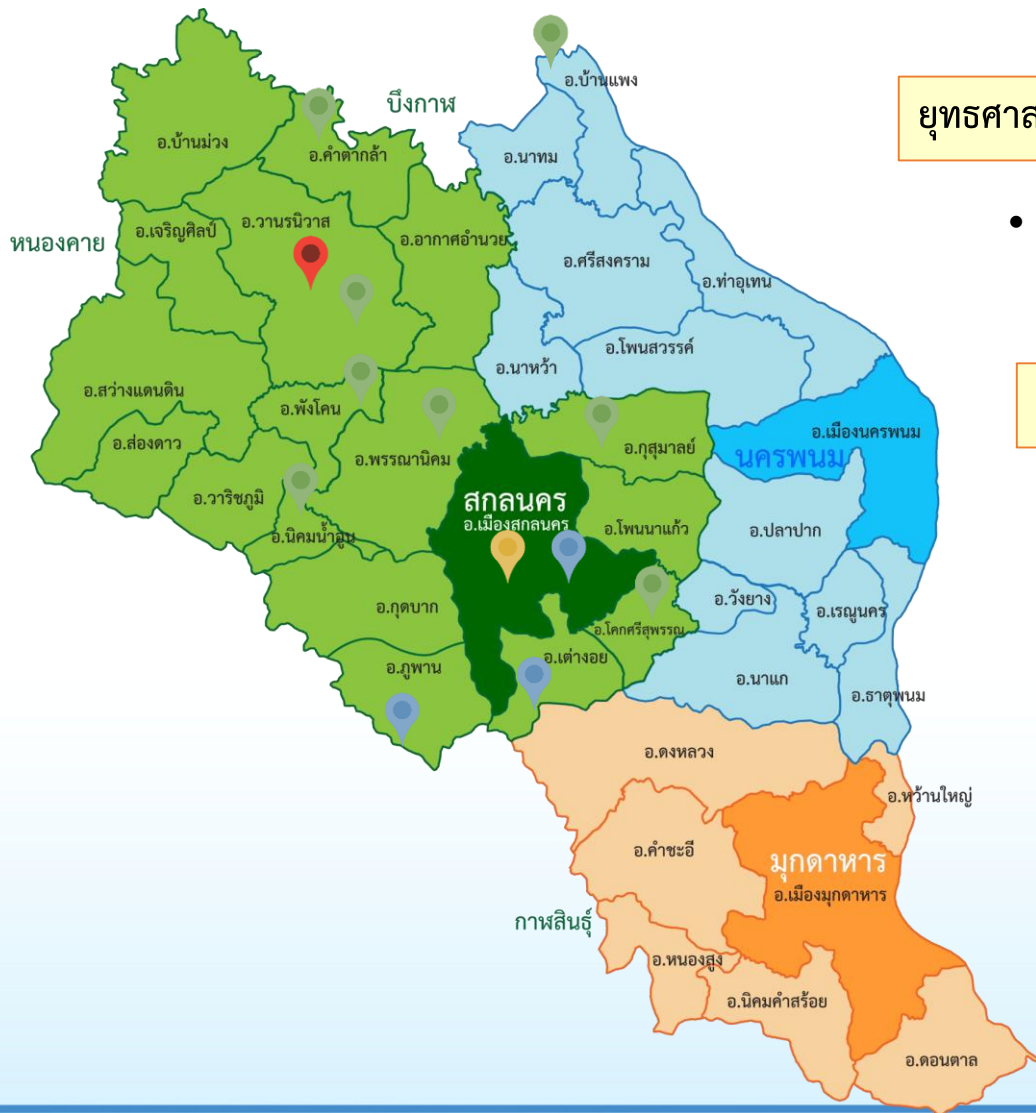 อ.บ้านแพง
บึงกาฬ
ยุทธศา
อ.บ้านม่วง
อ.คำตากล้า
อ.นาทม
อ.วานรนิวาส
อ.เจริญศิลป์
หนองคาย
อ.อากาศอำนวย
•
อ.ศรีสงคราม
อ.ท่าอุเทน
อ.โพนสวรรค์
อ.นาหว้า
อ.สว่างแดนดิน
อ.พังโคน
อ.ส่องดาว
อ.เมืองนครพนม
อ.กุสุมาลย์
นครพนม
อ.พรรณานิคม
อ.วาริชภูมิ
สกลนคร
อ.เมืองสกลนคร
อ.โพนนาแก้ว
อ.ปลาปาก
อ.นิคมน้ำอูน
อ.วังยาง
อ.เรณูนคร
อ.กุดบาก
อ.โคกศรีสุพรรณ
อ.เต่างอย
อ.ภูพาน
อ.นาแก
อ.ธาตุพนม
อ.ดงหลวง
อ.หว้านใหญ่
อ.คำชะอี
มุกดาหาร
อ.เมืองมุกดาหาร
กาฬสินธุ์
อ.หนองสูง
อ.นิคมคำสร้อย
อ.ดอนตาล